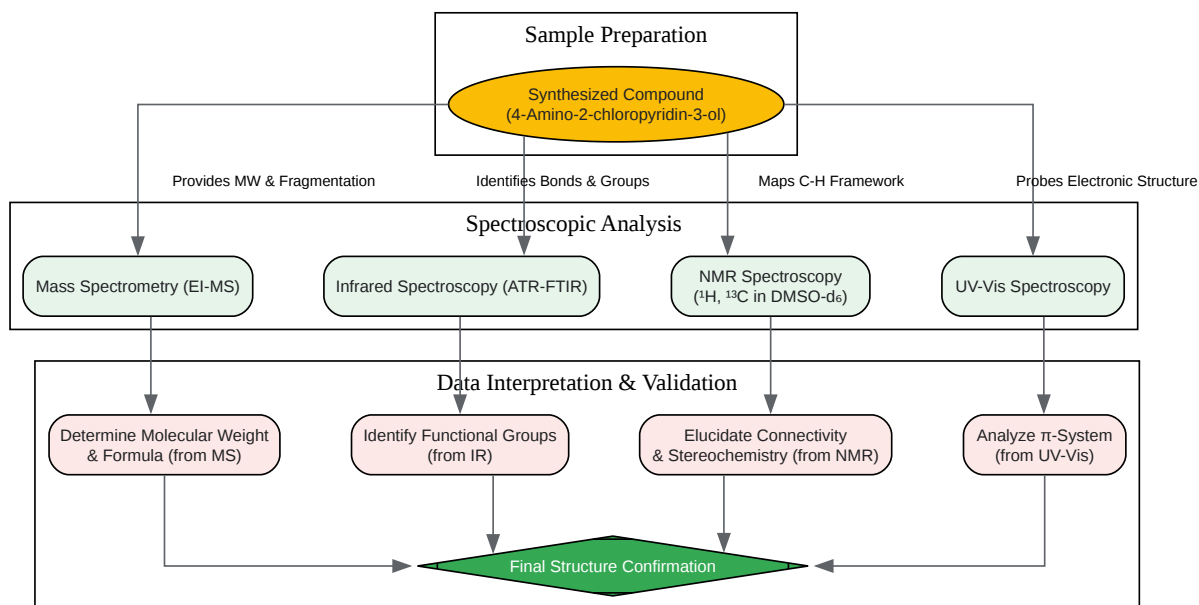 Sample Preparation
Synthesized Compound
(4-Amino-2-chloropyridin-3-ol)
Provides MW & Fragmentation
Identifies Bonds & Groups
Maps C-H Framework
Probes Electronic Structure
Spectroscopic Analysis
Mass Spectrometry (EI-MS)
Infrared Spectroscopy (ATR-FTIR)
NMR Spectroscopy
(¹H, ¹³C in DMSO-d₆)
UV-Vis Spectroscopy
Data Interpretation & Validation
Determine Molecular Weight
& Formula (from MS)
Identify Functional Groups
(from IR)
Elucidate Connectivity
& Stereochemistry (from NMR)
Analyze π-System
(from UV-Vis)
Final Structure Confirmation